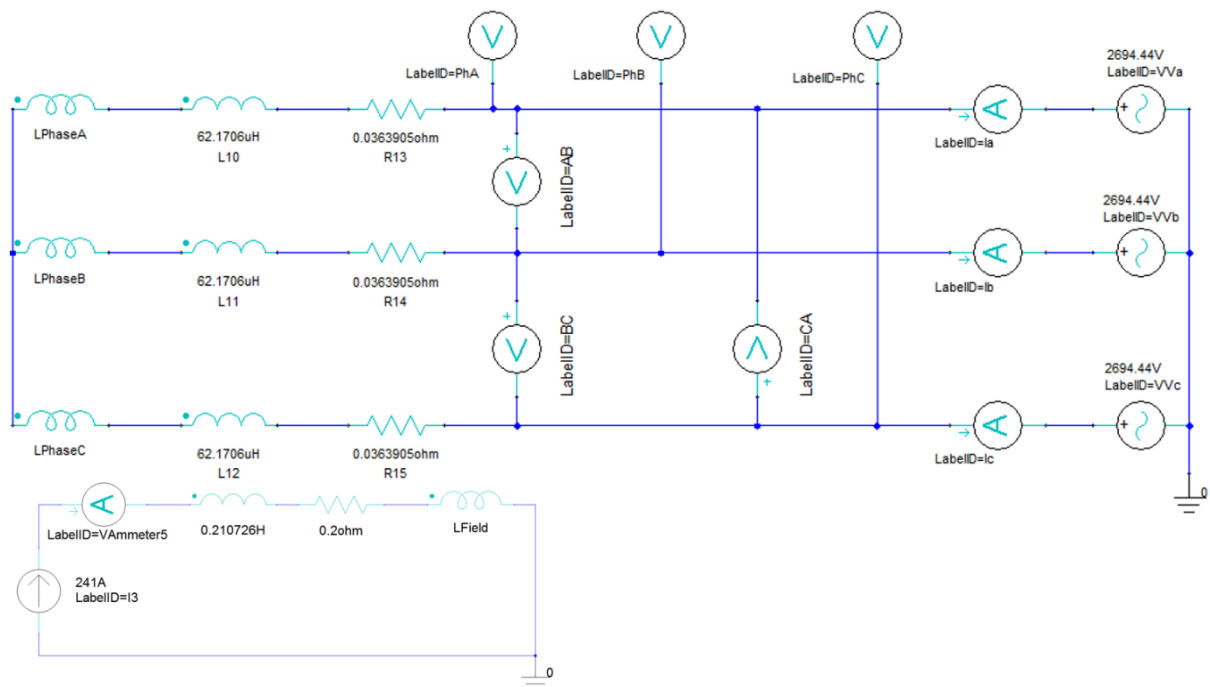 V
V
V
LabelID=PhA
LabelID=PhB
LabelID=PhC
2694.44V
LabelID=VVa
+
A
LPhaseA
62.1706uH
L10
0.0363905ohm
R13
LabelID=Ia
+
V
LabelID=AB
2694.44V
LabelID=VVb
+
A
LPhaseB
62.1706uH
L11
0.0363905ohm
R14
LabelID=Ib
+
V
LabelID=BC
V
+
LabelID=CA
2694.44V
LabelID=VVc
+
A
LPhaseC
62.1706uH
L12
0.0363905ohm
R15
LabelID=Ic
0
A
LabelID=VAmmeter5
0.210726H
0.2ohm
LField
241A
LabelID=I3
0